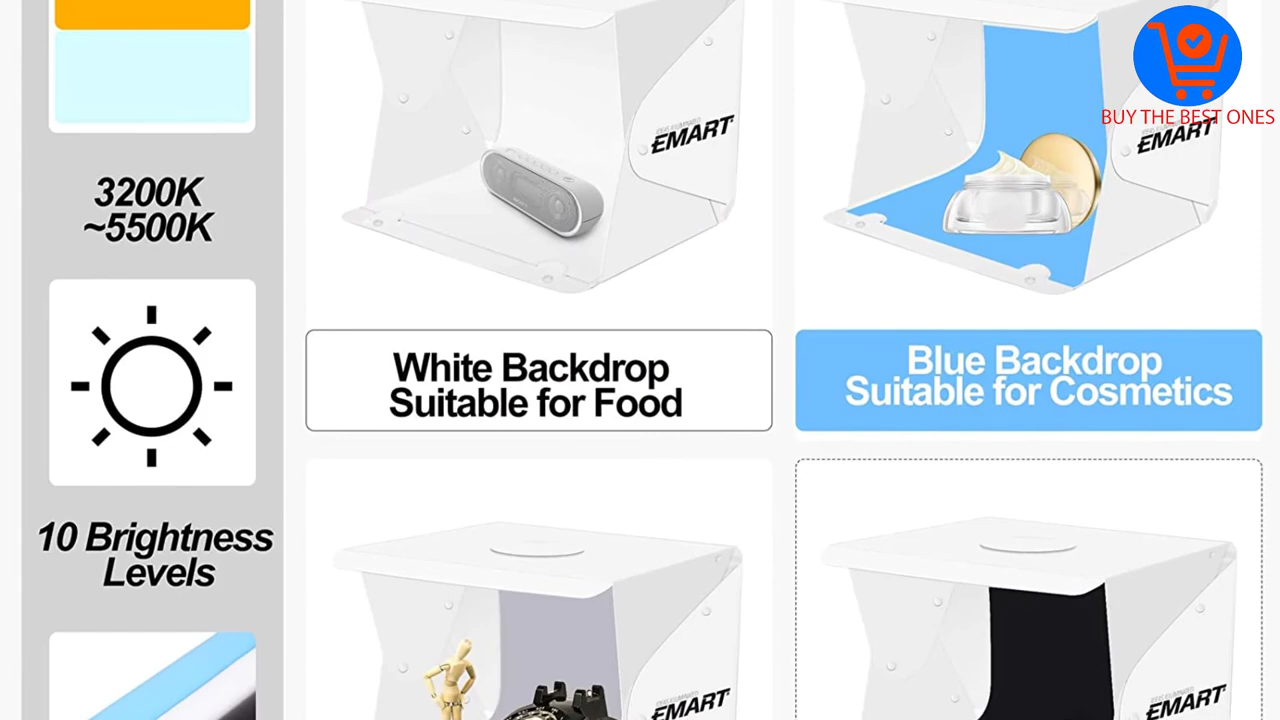 BUY THE BEST ONES
EMART
EMART
3200K
~5500K
White Backdrop
Suitable for Food
Blue Backdrop
Suitable for Cosmetics
10 Brightness
Levels
EMART
EMART